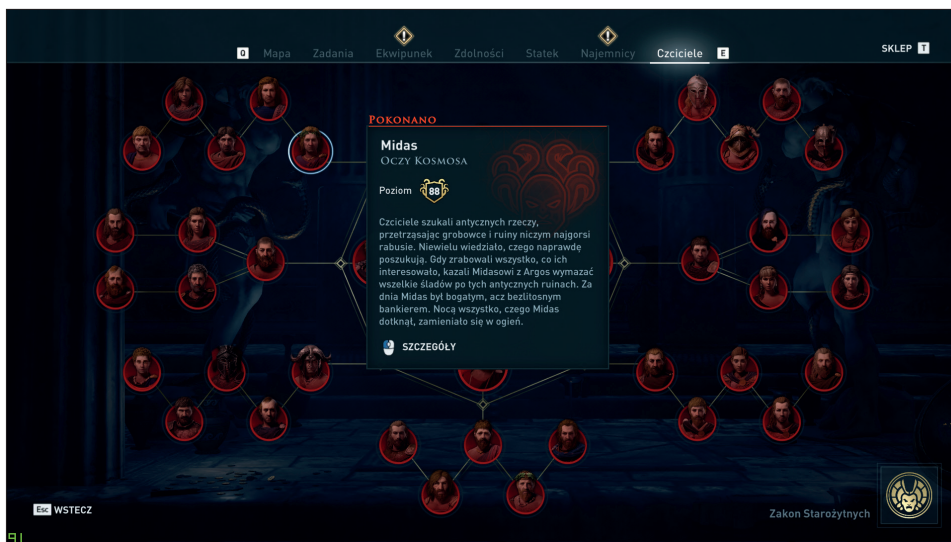 Q Mapa Zadania Ekwipunek Zdolności Statek Najemnicy Czciciele E
SKLEP T
POKONANO
Midas
OCZY KOSMOSA
Poziom 88
Czciciele szukali antycznych rzeczy,
przetrząsając grobowce i ruiny niczym najgorsi
rabusie. Niewielu wiedziało, czego naprawdę
poszukują. Gdy zrabowali wszystko, co ich
interesowało, kazali Midasowi z Argos wymazać
wszelkie śladów po tych antycznych ruinach. Za
dnia Midas był bogatym, acz bezlitosnym
bankierem. Nocą wszystko, czego Midas
dotknął, zamieniało się w ogień.
SZCZEGÓŁY
Esc WSTECZ
Zakon Starożytnych
91